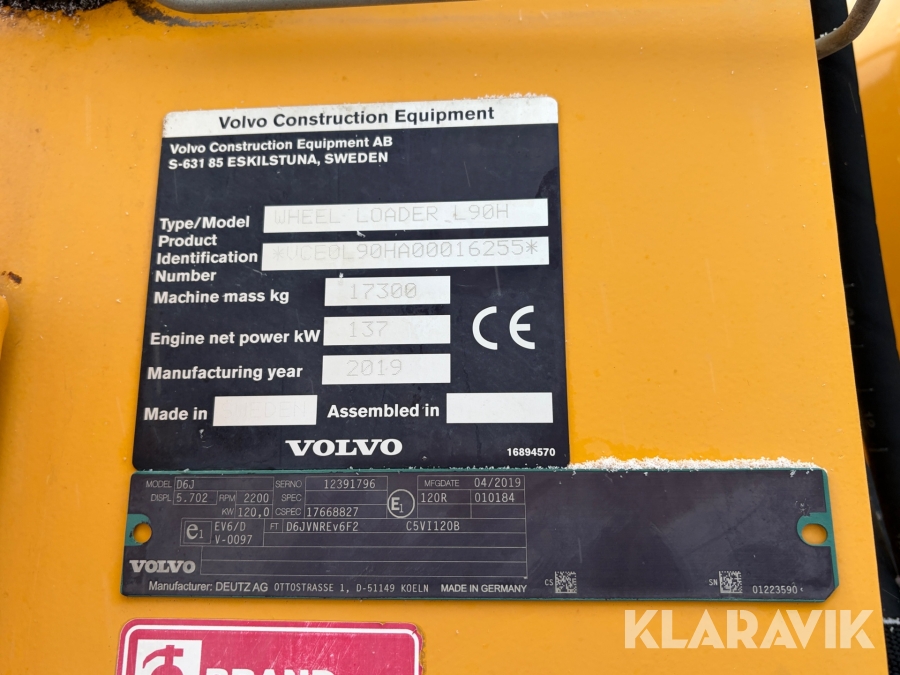 Volvo Construction Equipment
Volvo Construction Equipment AB
S-631 85 ESKILSTUNA, SWEDEN
Type/Model WHEEL LOADER L90H
Product Identification Number *VCE0L90HA00016255*
Machine mass kg 17300
Engine net power kW 137
Manufacturing year 2019
Made in SWEDEN Assembled in
VOLVO 16894570
MODEL D6J SERNO 12391796 MFGDATE 04/2019
DISPL 5.702 RPM 2200 SPEC E1 120R 010184
KW 120,0 CSPEC 17668827
e1 EV6/D FT D6JVNREv6F2 C5VI120B
V-0097
VOLVO
Manufacturer: DEUTZ AG OTTOSTRASSE 1, D-51149 KOELN MADE IN GERMANY CS SN 01223590
BRAND
KLARAVIK